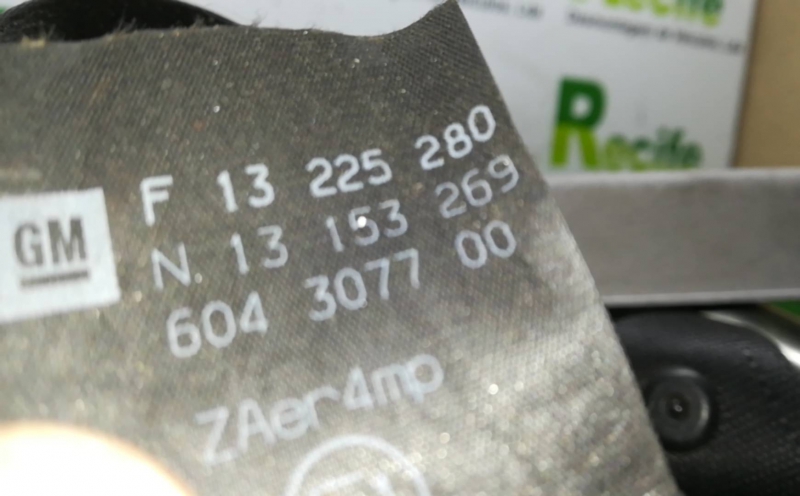 Recife
F 13 225 280
N. 13 153 269
GM
604 3077 00
ZAer4mp